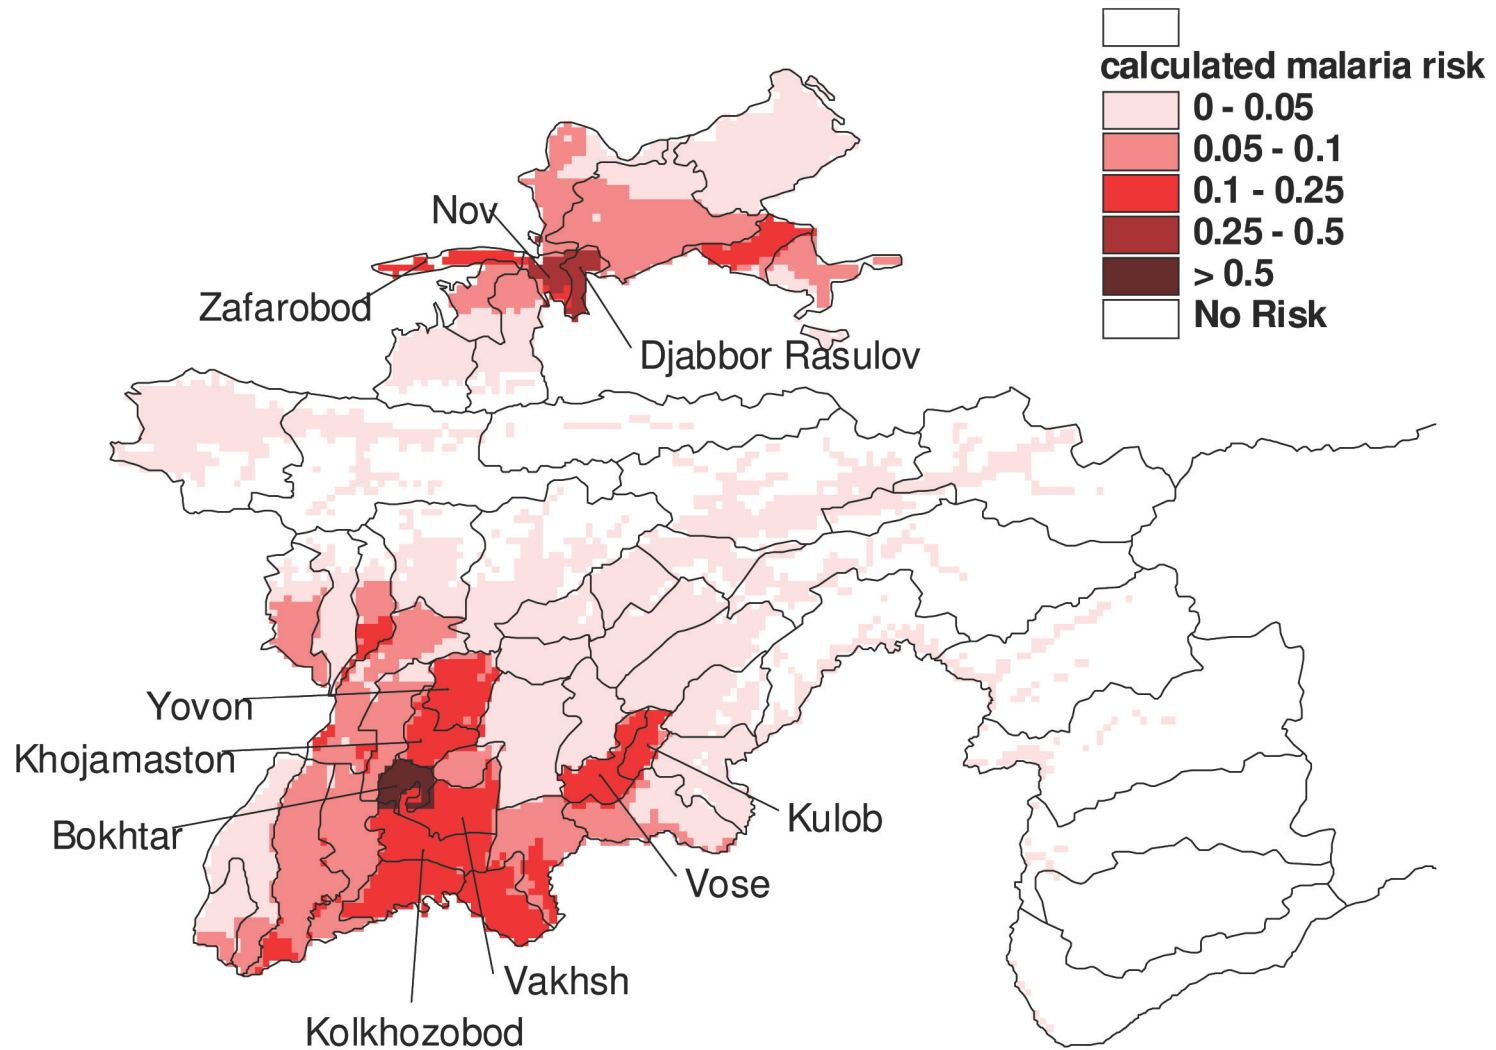 calculated malaria risk
0 - 0.05
0.05 - 0.1
0.1 - 0.25
0.25 - 0.5
> 0.5
No Risk
Nov
Zafarobod
Djabbor Rasulov
Yovon
Khojamaston
Bokhtar
Kulob
Vose
Vakhsh
Kolkhozobod